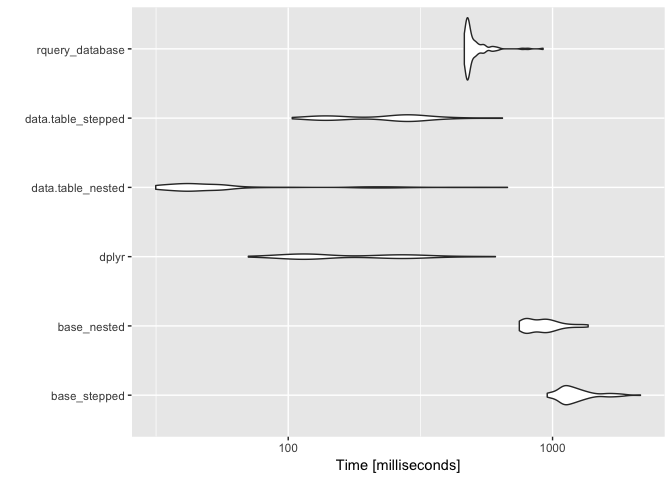 rquery_database
data.table_stepped
data.table_nested
dplyr
base_nested
base_stepped
100 1000
Time [milliseconds]